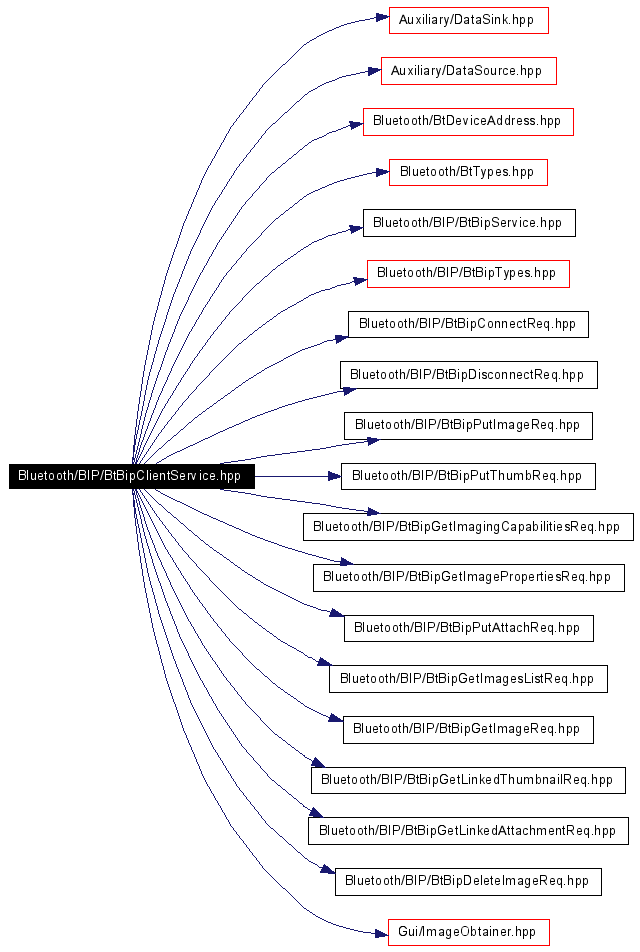 Auxiliary/DataSink.hpp
Auxiliary/DataSource.hpp
Bluetooth/BtDeviceAddress.hpp
Bluetooth/BtTypes.hpp
Bluetooth/BIP/BtBipService.hpp
Bluetooth/BIP/BtBipTypes.hpp
Bluetooth/BIP/BtBipConnectReq.hpp
Bluetooth/BIP/BtBipDisconnectReq.hpp
Bluetooth/BIP/BtBipPutImageReq.hpp
Bluetooth/BIP/BtBipClientService.hpp
Bluetooth/BIP/BtBipPutThumbReq.hpp
Bluetooth/BIP/BtBipGetImagingCapabilitiesReq.hpp
Bluetooth/BIP/BtBipGetImagePropertiesReq.hpp
Bluetooth/BIP/BtBipPutAttachReq.hpp
Bluetooth/BIP/BtBipGetImagesListReq.hpp
Bluetooth/BIP/BtBipGetImageReq.hpp
Bluetooth/BIP/BtBipGetLinkedThumbnailReq.hpp
Bluetooth/BIP/BtBipGetLinkedAttachmentReq.hpp
Bluetooth/BIP/BtBipDeleteImageReq.hpp
Gui/ImageObtainer.hpp